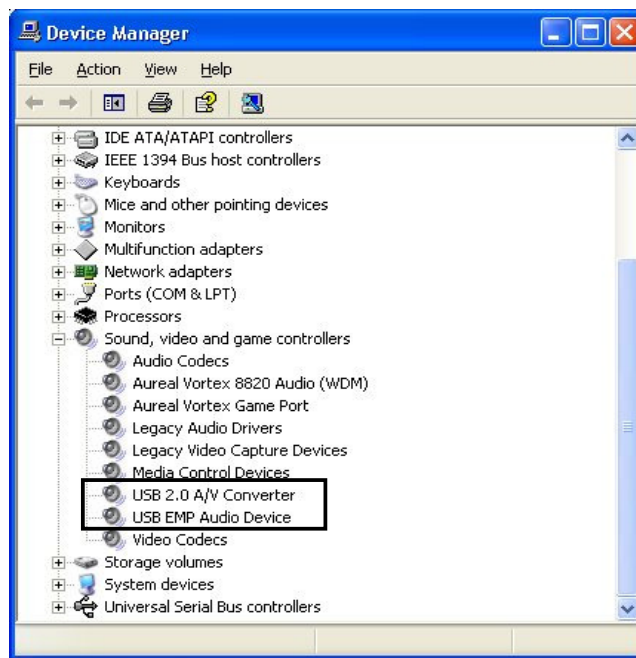 Device Manager
File Action View Help
IDE ATA/ATAPI controllers
IEEE 1394 Bus host controllers
Keyboards
Mice and other pointing devices
Monitors
Multifunction adapters
Network adapters
Ports (COM & LPT)
Processors
Sound, video and game controllers
Audio Codecs
Aureal Vortex 8820 Audio (WDM)
Aureal Vortex Game Port
Legacy Audio Drivers
Legacy Video Capture Devices
Media Control Devices
USB 2.0 A/V Converter
USB EMP Audio Device
Video Codecs
Storage volumes
System devices
Universal Serial Bus controllers